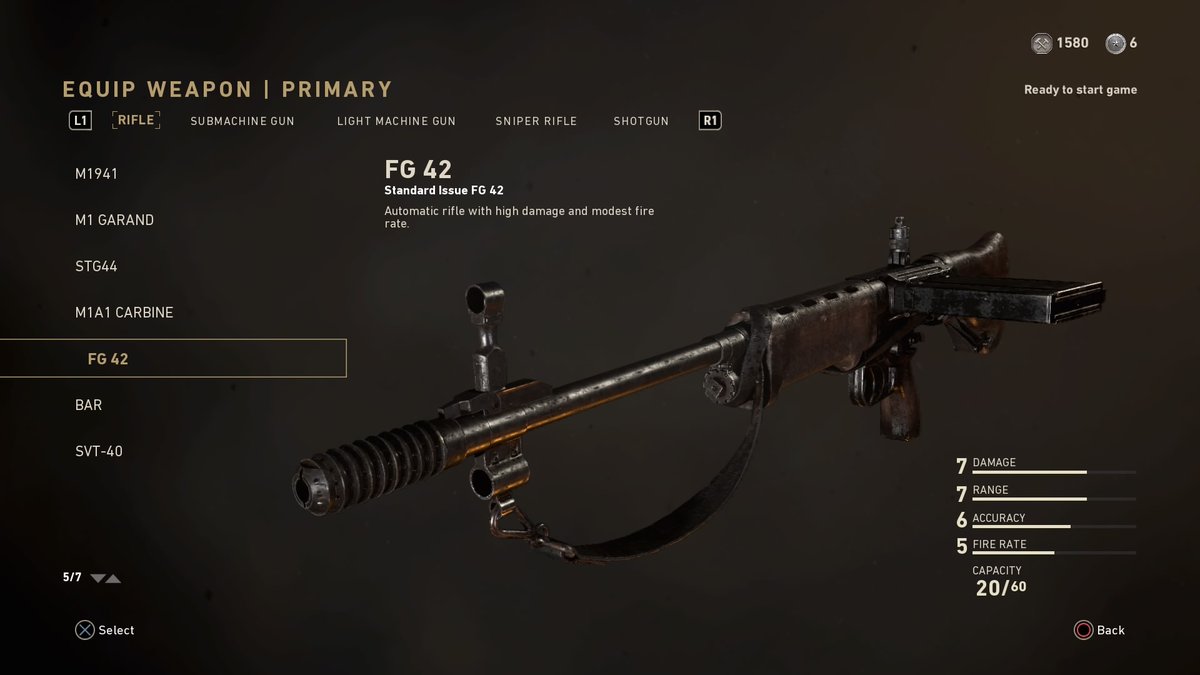 1580 6
EQUIP WEAPON | PRIMARY
Ready to start game
L1 RIFLE SUBMACHINE GUN LIGHT MACHINE GUN SNIPER RIFLE SHOTGUN R1
M1941
M1 GARAND
STG44
M1A1 CARBINE
FG 42
BAR
SVT-40
FG 42
Standard Issue FG 42
Automatic rifle with high damage and modest fire
rate.
7 DAMAGE
7 RANGE
6 ACCURACY
5 FIRE RATE
CAPACITY
20/60
5/7
Select
Back